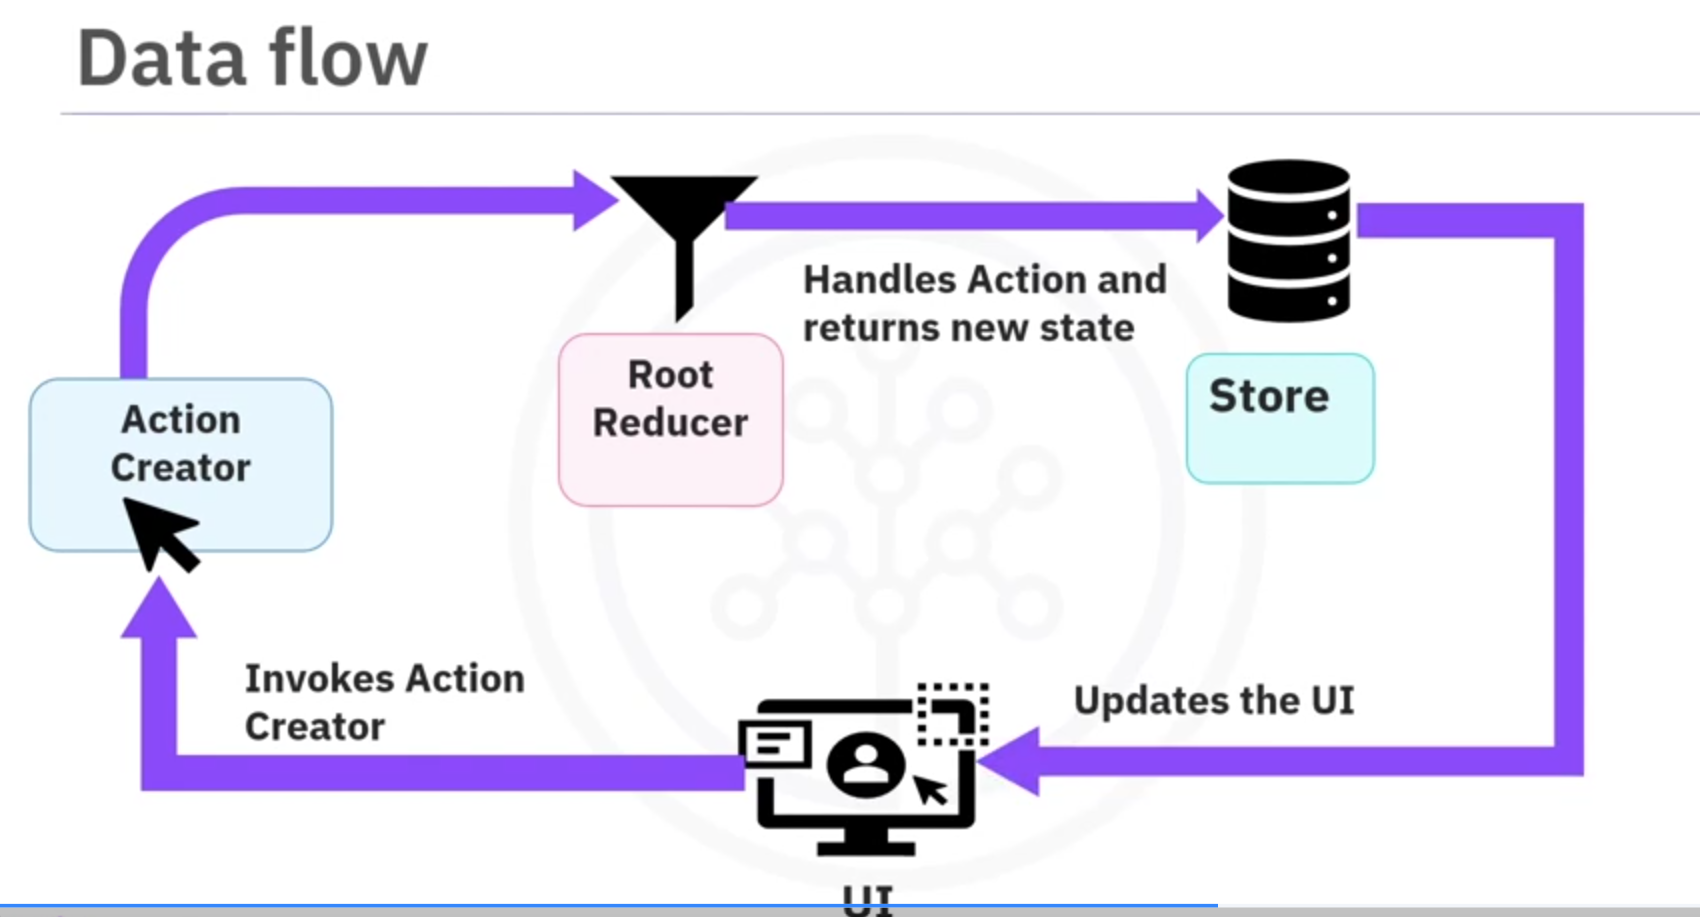 Data flow
Handles Action and
returns new state
Root
Reducer
Store
Action
Creator
Invokes Action
Creator
Updates the UI
UI